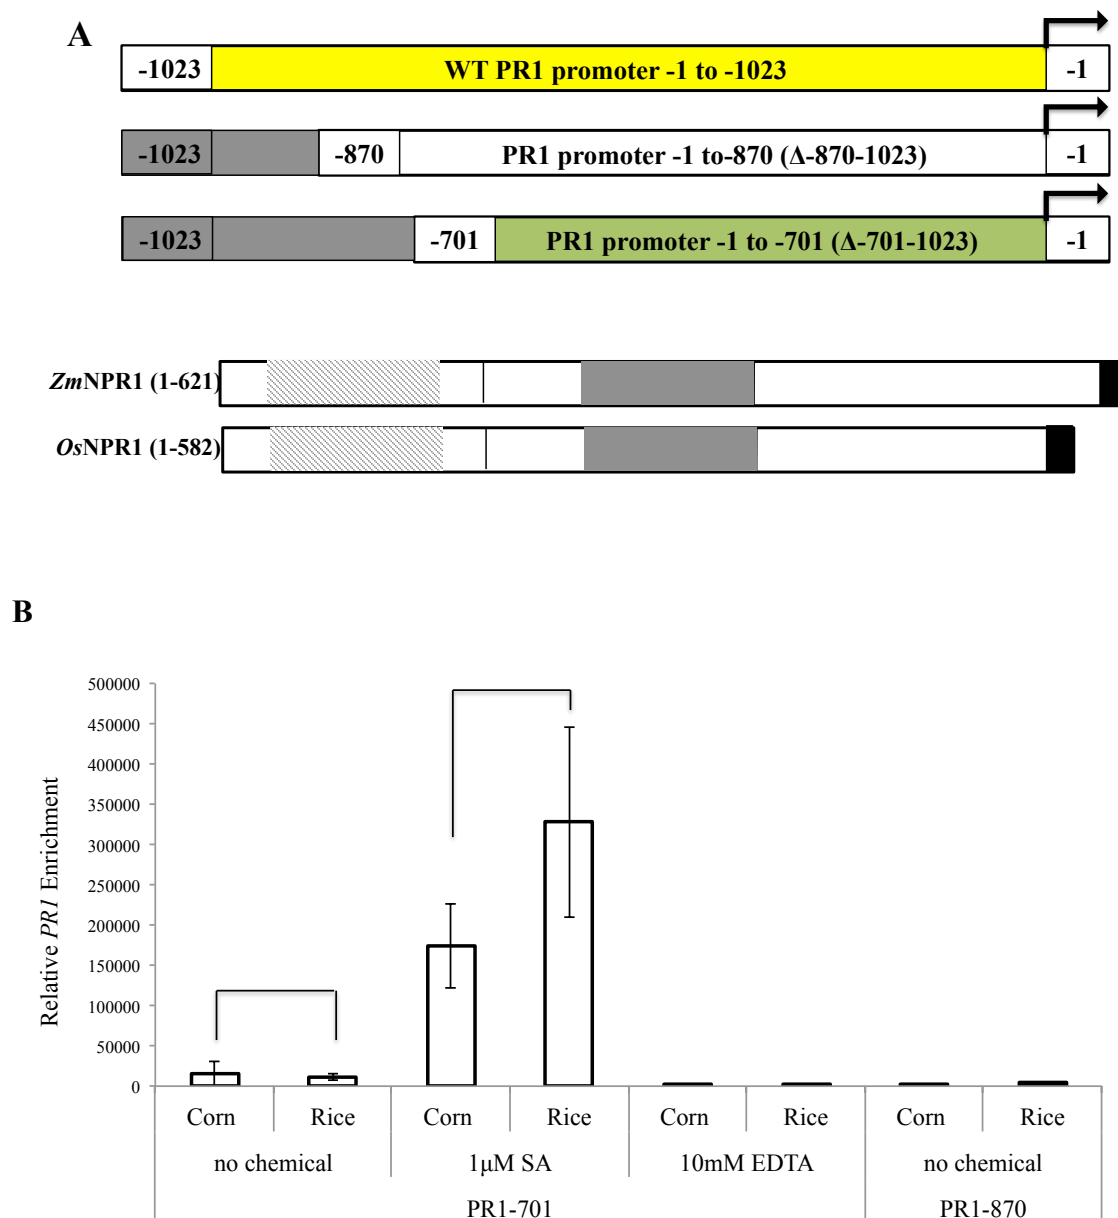 A
-1023 WT PR1 promoter -1 to -1023 -1
-1023 -870 PR1 promoter -1 to-870 (Δ-870-1023) -1
-1023 -701 PR1 promoter -1 to -701 (Δ-701-1023) -1
ZmNPR1 (1-621)
OsNPR1 (1-582)
B
Relative PR1 Enrichment
500000
450000
400000
350000
300000
250000
200000
150000
100000
50000
0
Corn Rice Corn Rice Corn Rice Corn Rice
no chemical 1μM SA 10mM EDTA no chemical
PR1-701 PR1-870